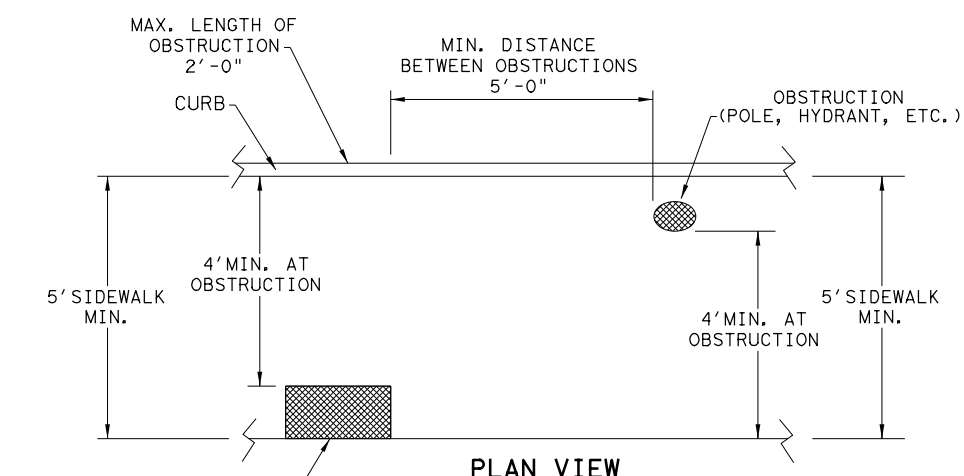 MAX. LENGTH OF
OBSTRUCTION
2'-0"
MIN. DISTANCE
BETWEEN OBSTRUCTIONS
5'-0"
CURB
OBSTRUCTION
(POLE, HYDRANT, ETC.)
4' MIN. AT
OBSTRUCTION
5' SIDEWALK
MIN.
4' MIN. AT
OBSTRUCTION
5' SIDEWALK
MIN.
PLAN VIEW